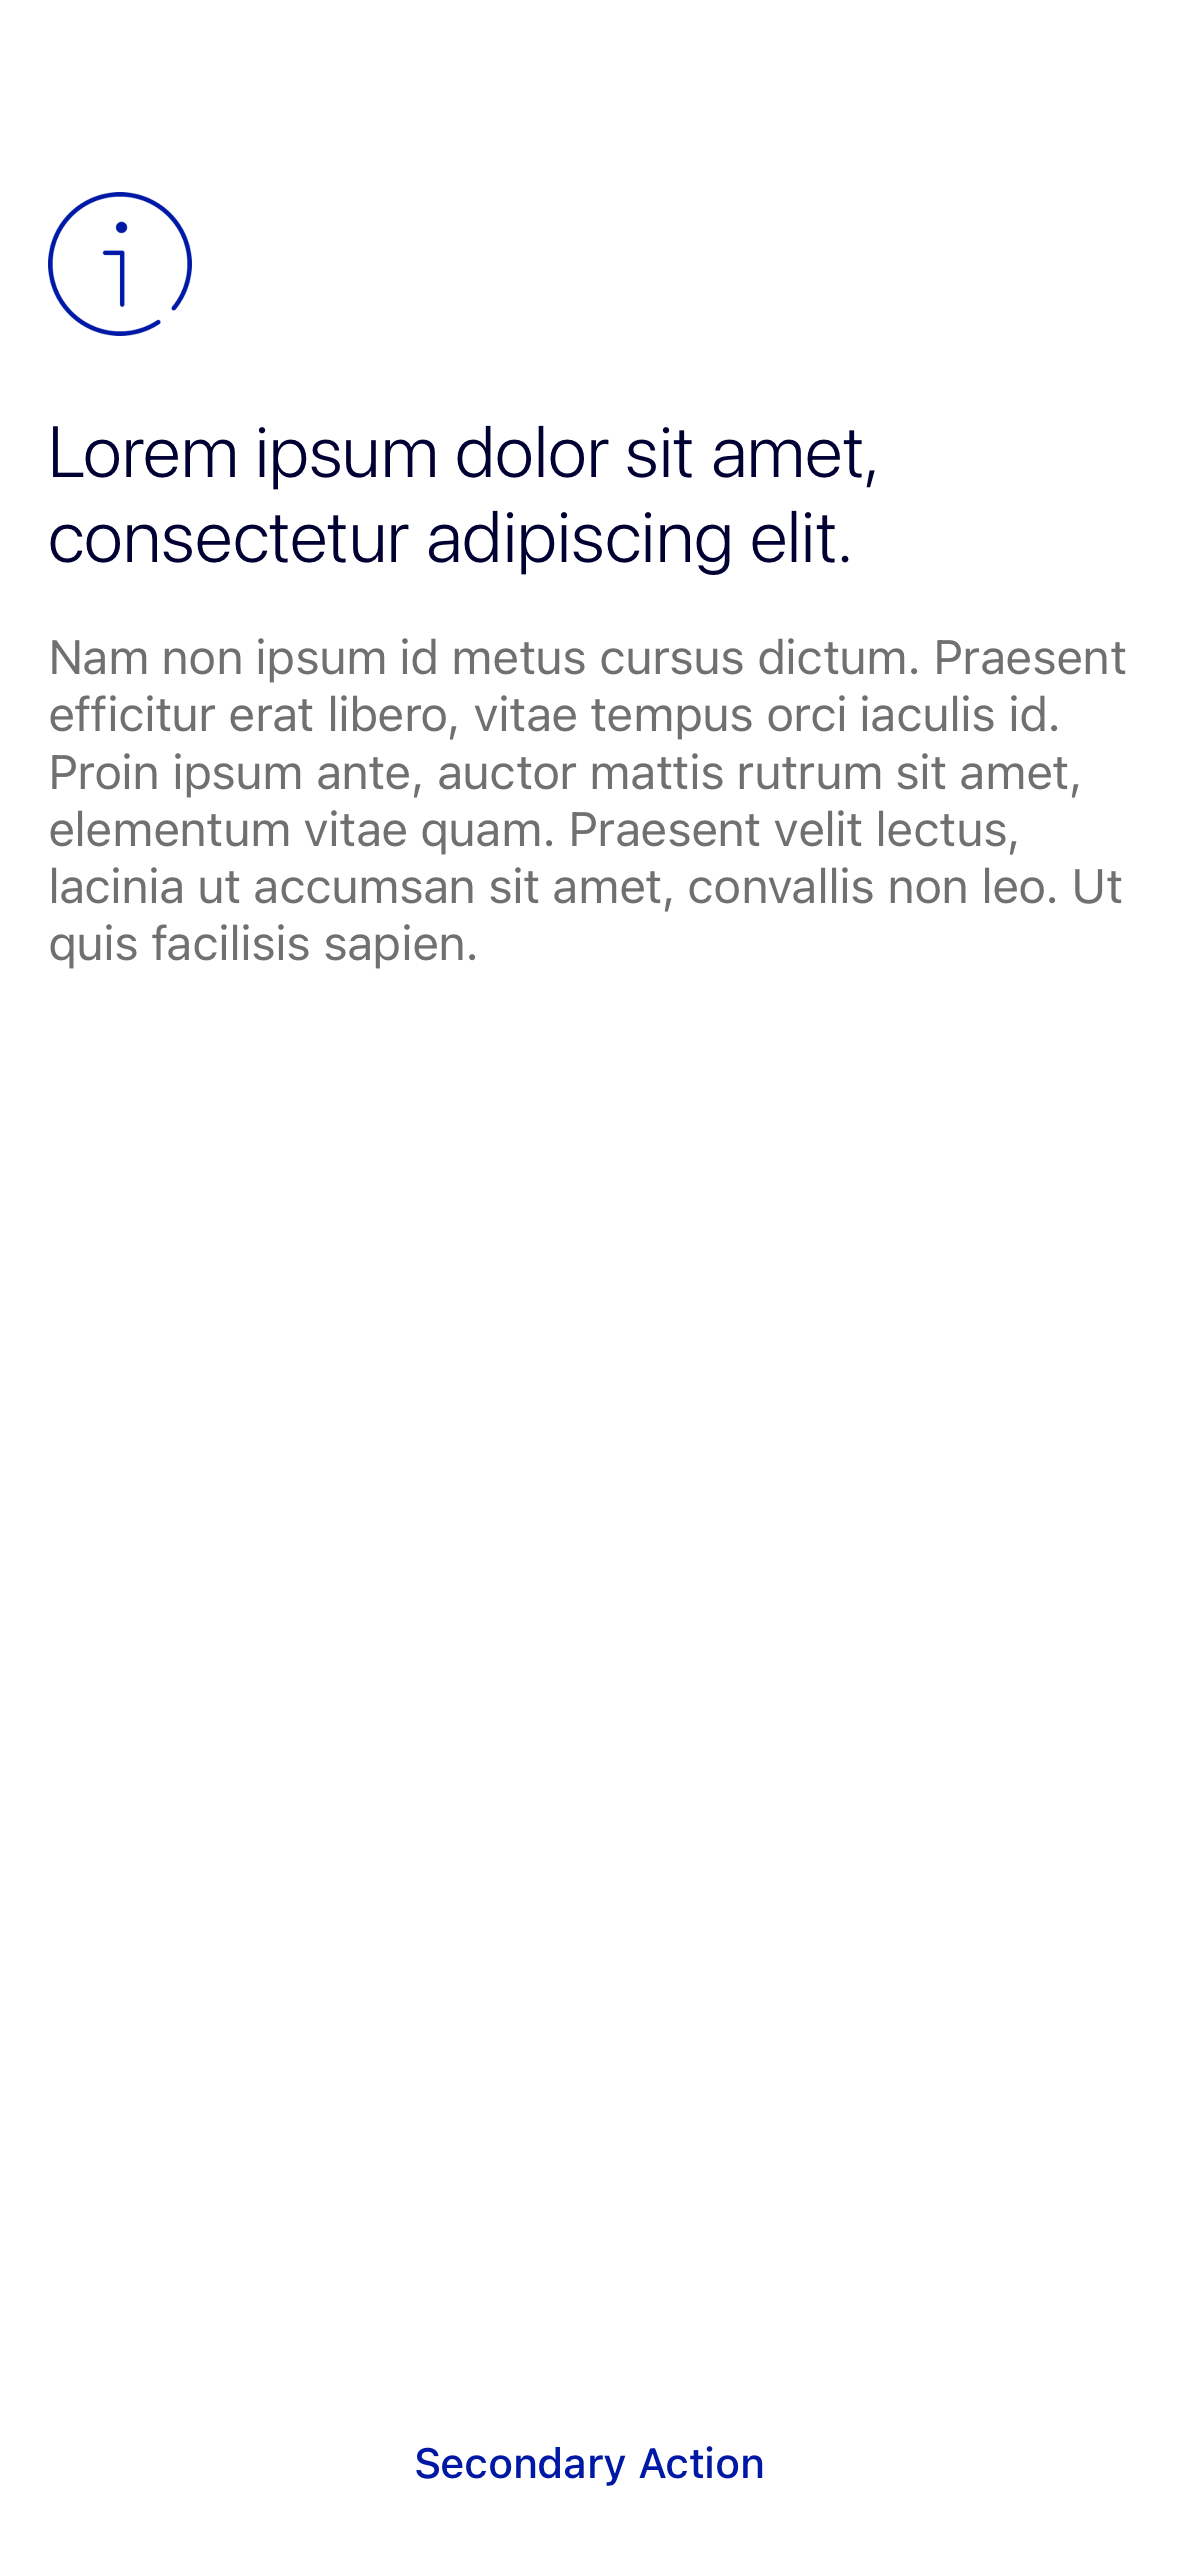 Lorem ipsum dolor sit amet,
consectetur adipiscing elit.
Nam non ipsum id metus cursus dictum. Praesent
efficitur erat libero, vitae tempus orci iaculis id.
Proin ipsum ante, auctor mattis rutrum sit amet,
elementum vitae quam. Praesent velit lectus,
lacinia ut accumsan sit amet, convallis non leo. Ut
quis facilisis sapien.
Secondary Action